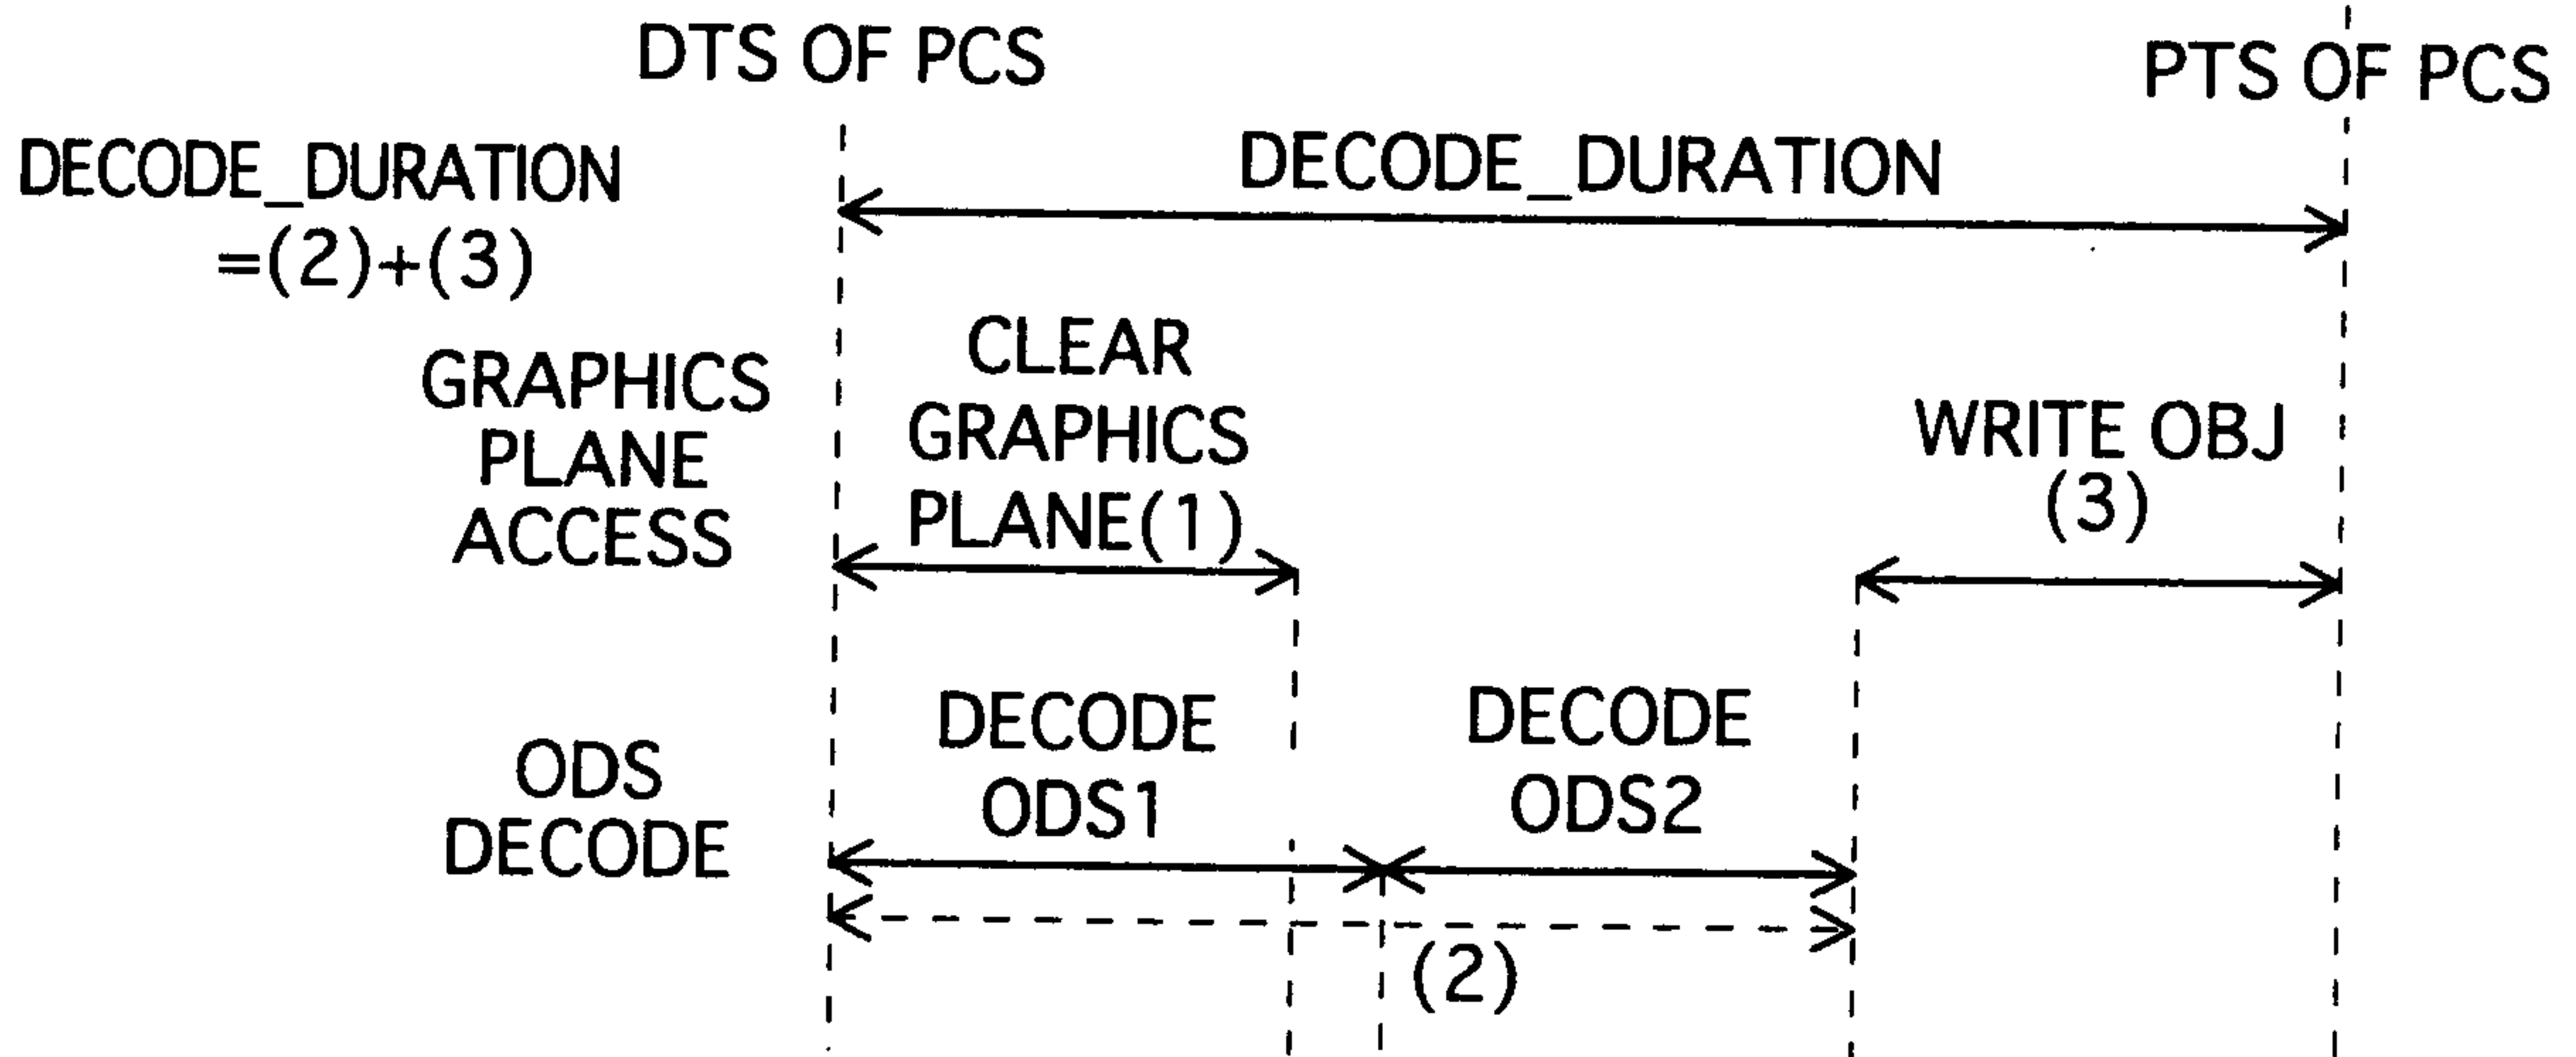 DTS OF PCS
PTS OF PCS
DECODE_DURATION
=(2)+(3)
DECODE_DURATION
GRAPHICS
PLANE
ACCESS
CLEAR
GRAPHICS
PLANE(1)
WRITE OBJ
(3)
ODS
DECODE
DECODE
ODS1
DECODE
ODS2
(2)